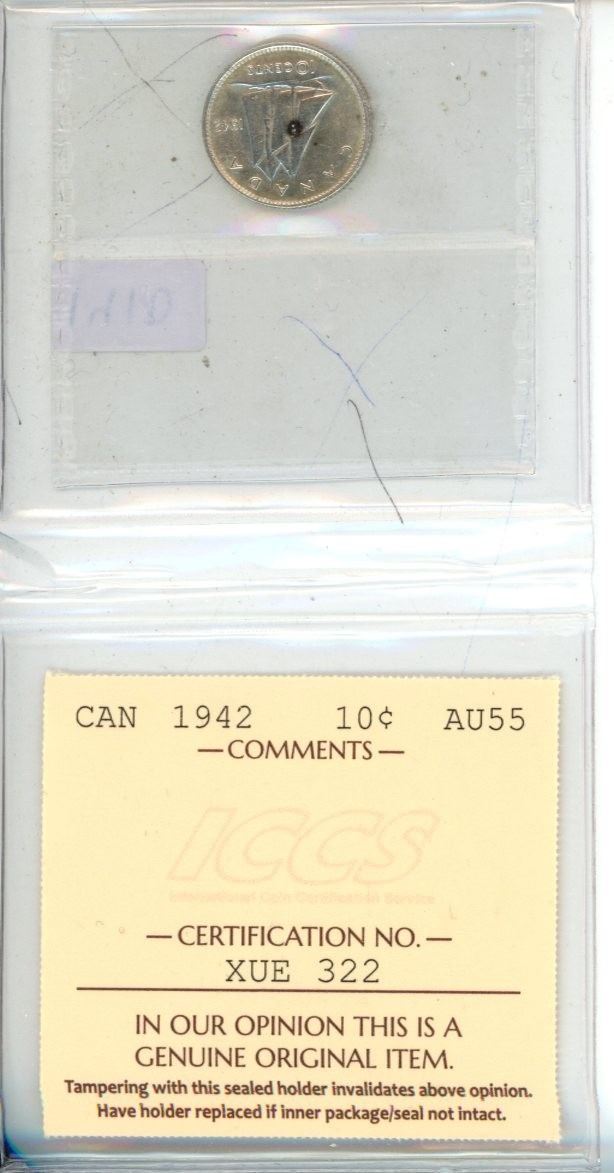 10 CENTS
1942
CANADA
CAN 1942 10¢ AU55
—COMMENTS—
ICCS
International Coin Certification Service
—CERTIFICATION NO.—
XUE 322
IN OUR OPINION THIS IS A
GENUINE ORIGINAL ITEM.
Tampering with this sealed holder invalidates above opinion.
Have holder replaced if inner package/seal not intact.